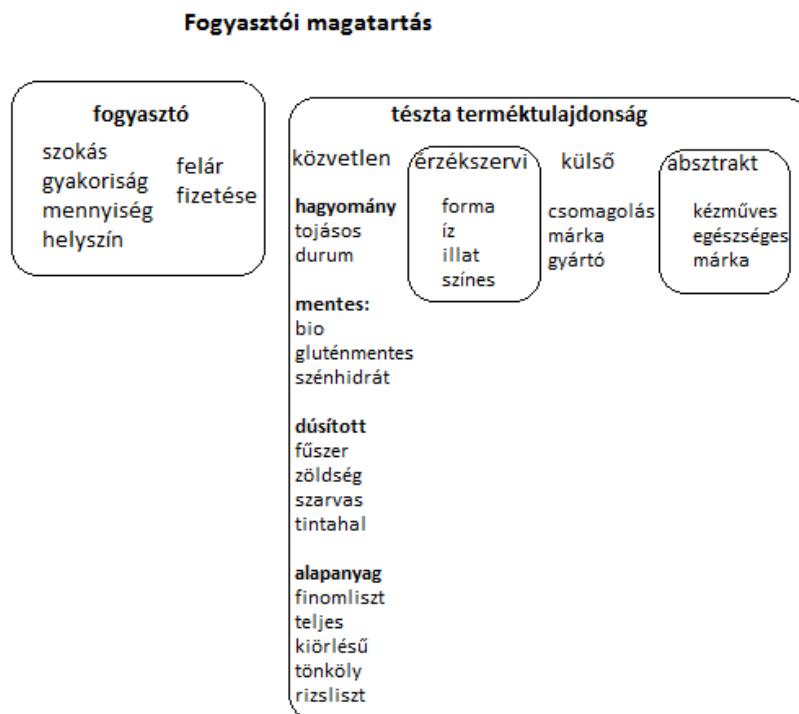 Fogyasztói magatartás
fogyasztó
szokás
gyakoriság
mennyiség
helyszín
felár
fizetése
tészta terméktulajdonság
közvetlen
hagyomány
tojásos
durum
mentes:
bio
gluténmentes
szénhidrát
dúsított
fűszer
zöldség
szarvas
tintahal
alapanyag
finomliszt
teljes
kiörlésű
tönköly
rizsliszt
érzékszervi
forma
íz
illat
színes
külső
csomagolás
márka
gyártó
absztrakt
kézműves
egészséges
márka